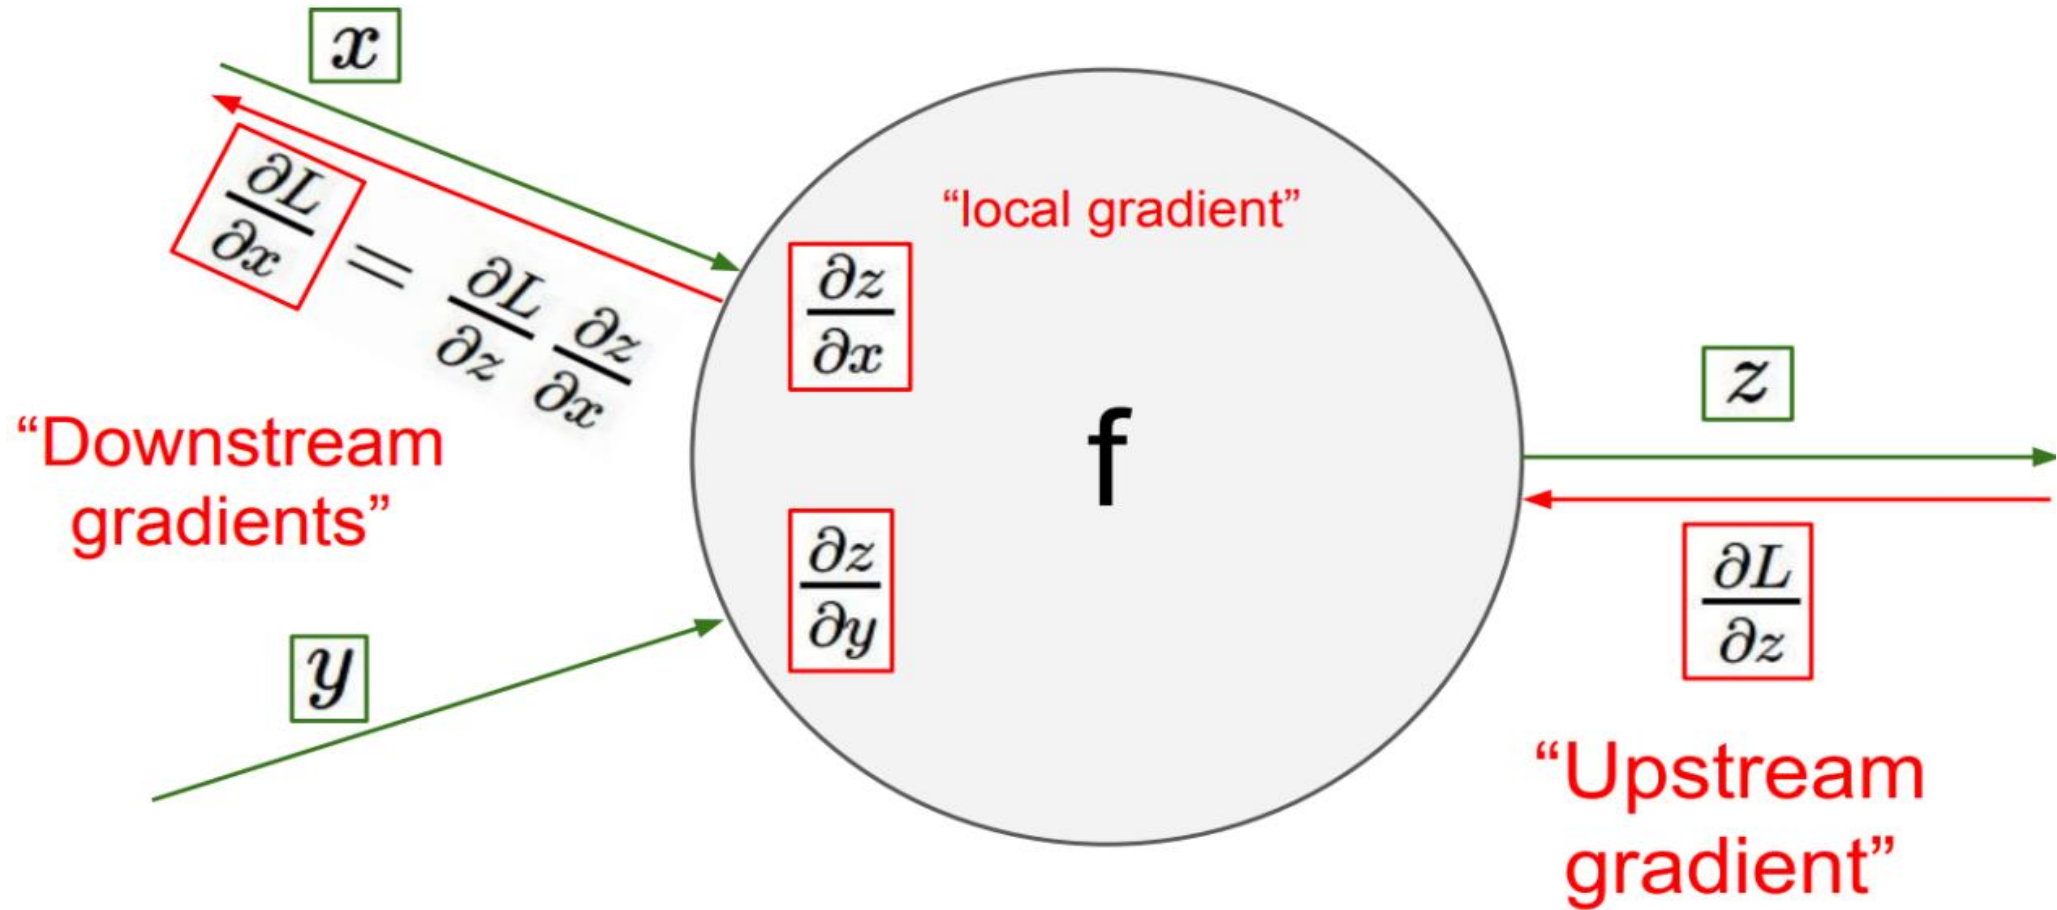 x
∂L/∂x = ∂L/∂z ∂z/∂x
“Downstream
gradients”
y
“local gradient”
∂z/∂x
f
∂z/∂y
z
∂L/∂z
“Upstream
gradient”